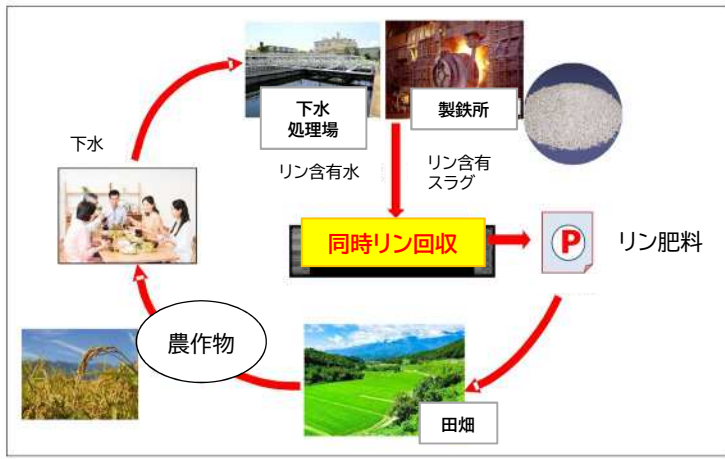 下水
処理場
製鉄所
下水
リン含有水
リン含有
スラグ
同時リン回収
P
リン肥料
農作物
田畑